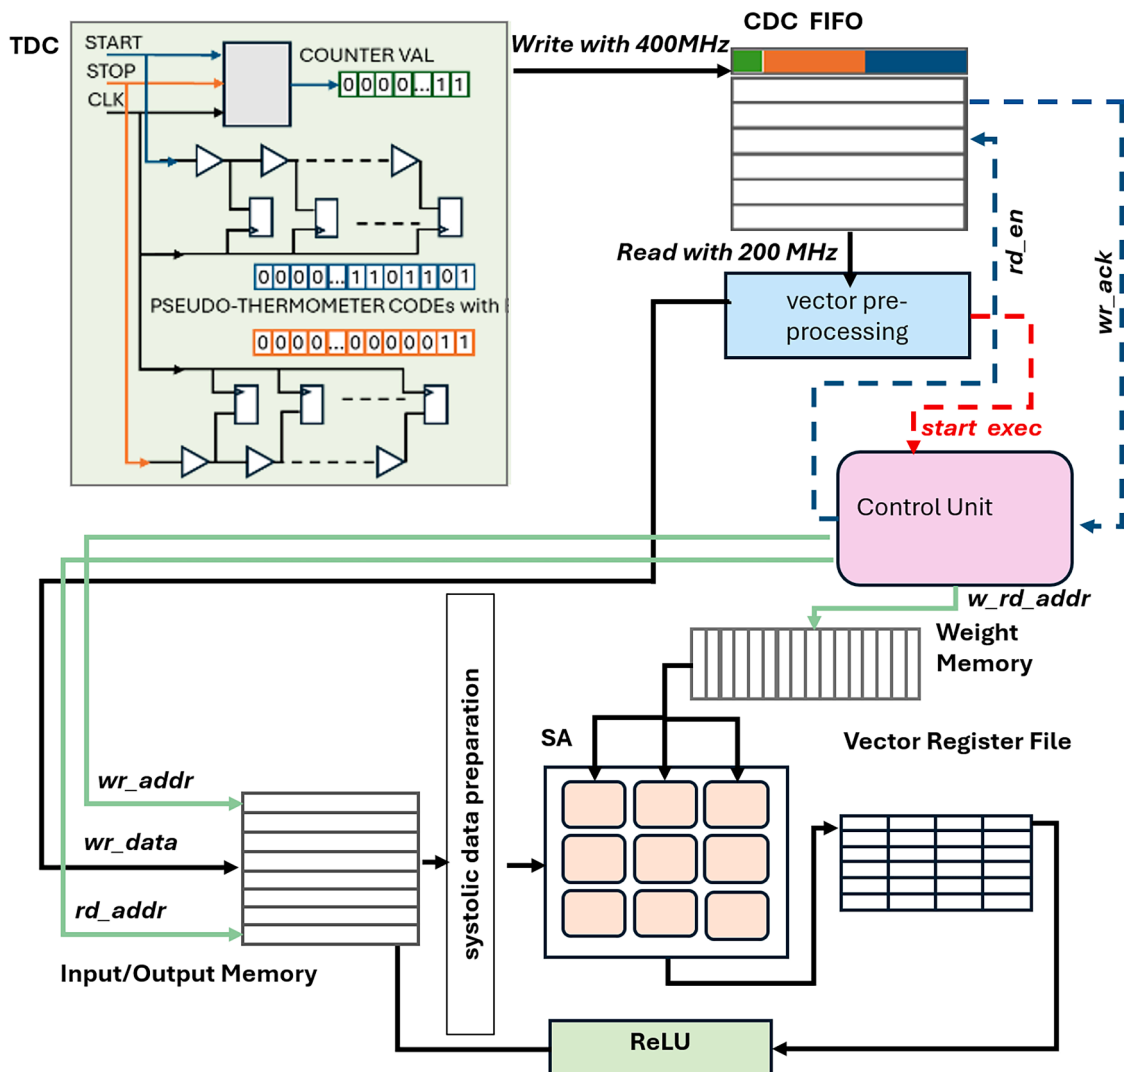 CDC FIFO
TDC
START
STOP
CLK
COUNTER VAL
0000...11
Write with 400MHz
0000...1101101
PSEUDO-THERMOMETER CODEs with
0000...0000011
Read with 200 MHz
rd_en
wr_ack
vector pre-
processing
start exec
Control Unit
w_rd_addr
Weight
Memory
SA
Vector Register File
systolic data preparation
wr_addr
wr_data
rd_addr
Input/Output Memory
ReLU